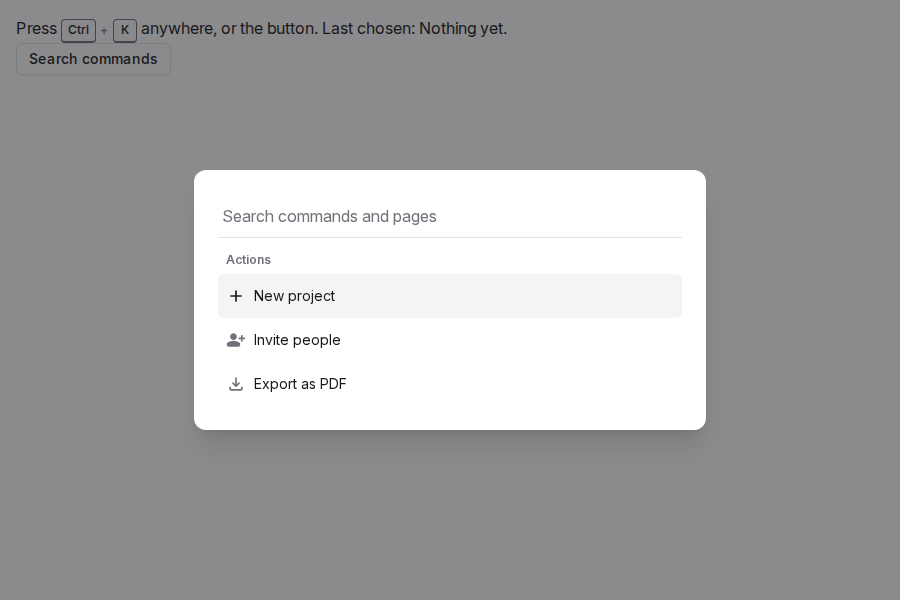 Press Ctrl + K anywhere, or the button. Last chosen: Nothing yet.
Search commands
Search commands and pages
Actions
New project
Invite people
Export as PDF